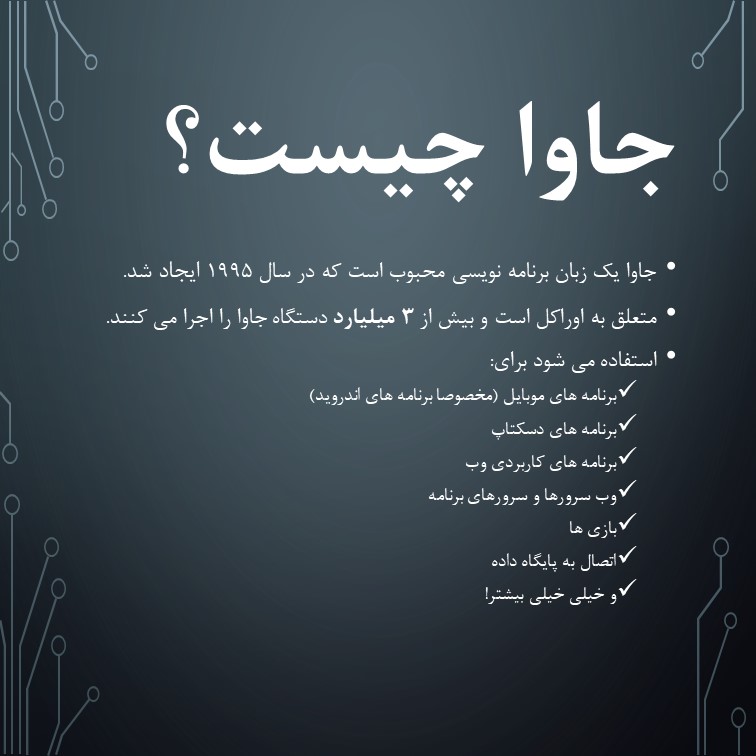 جاوا چیست؟
• جاوا یک زبان برنامه نویسی محبوب است که در سال ۱۹۹۵ ایجاد شد.
• متعلق به اوراکل است و بیش از ۳ میلیارد دستگاه جاوا را اجرا می کنند.
• استفاده می شود برای:
✓برنامه های موبایل (مخصوصا برنامه های اندروید)
✓برنامه های دسکتاپ
✓برنامه های کاربردی وب
✓وب سرورها و سرورهای برنامه
✓بازی ها
✓اتصال به پایگاه داده
✓و خیلی خیلی بیشتر!